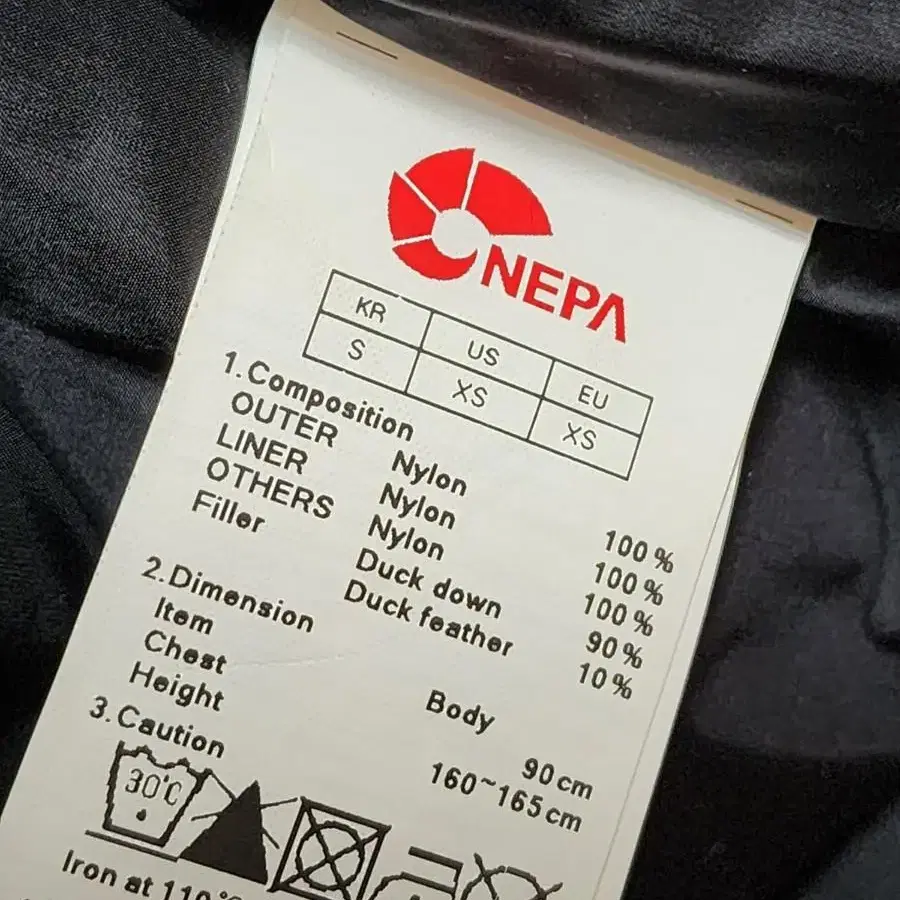 NEPA
KR US EU
S XS XS
1.Composition
OUTER Nylon 100%
LINER Nylon 100%
OTHERS Nylon 100%
Filler Duck down 90%
Duck feather 10%
2.Dimension
Item Body
Chest 90cm
Height 160~165cm
3.Caution
30℃
Iron at 110℃